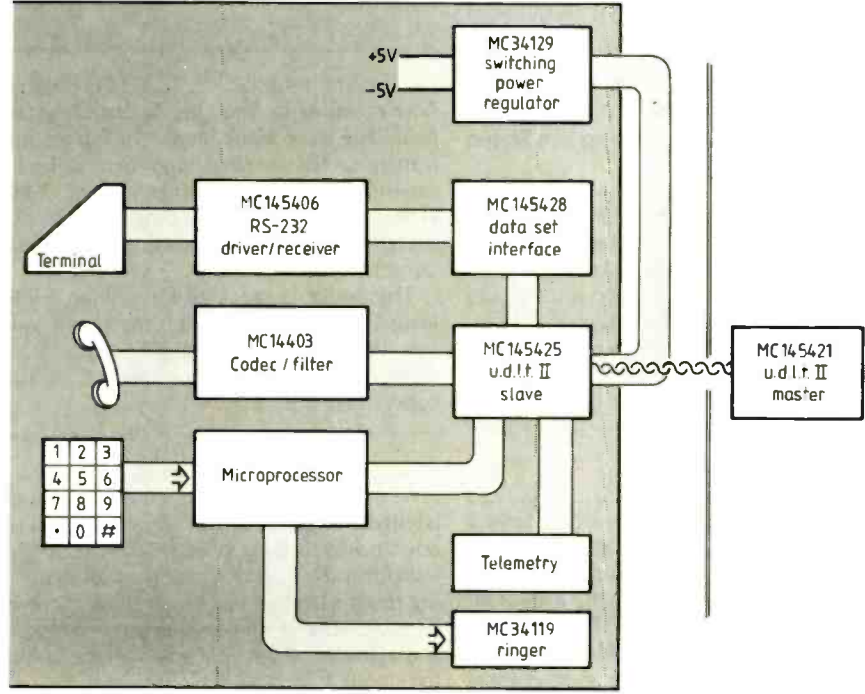 MC34129
switching
power
regulator
+5V
-5V
MC145406
RS-232
driver/receiver
MC145428
data set
interface
Terminal
MC14403
Codec / filter
MC145425
u.d.l.t. II
slave
MC145421
u.d.l.t. II
master
1 2 3
4 5 6
7 8 9
· 0 #
Microprocessor
Telemetry
MC34119
ringer